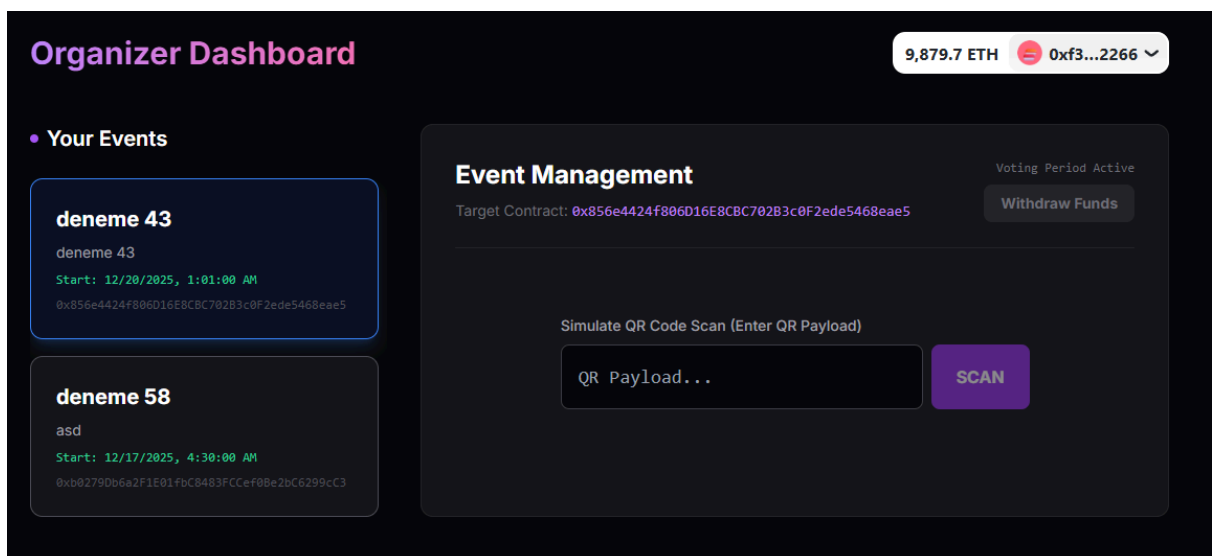 Organizer Dashboard
9,879.7 ETH 0xf3...2266
Your Events
deneme 43
deneme 43
Start: 12/20/2025, 1:01:00 AM
0x856e4424f806D16E8CBC702B3c0F2ede5468eae5
deneme 58
asd
Start: 12/17/2025, 4:30:00 AM
0xb0279Db6a2F1E01fbC8483FCCef0Be2bC6299cC3
Event Management
Target Contract: 0x856e4424f806D16E8CBC702B3c0F2ede5468eae5
Voting Period Active
Withdraw Funds
Simulate QR Code Scan (Enter QR Payload)
QR Payload...
SCAN